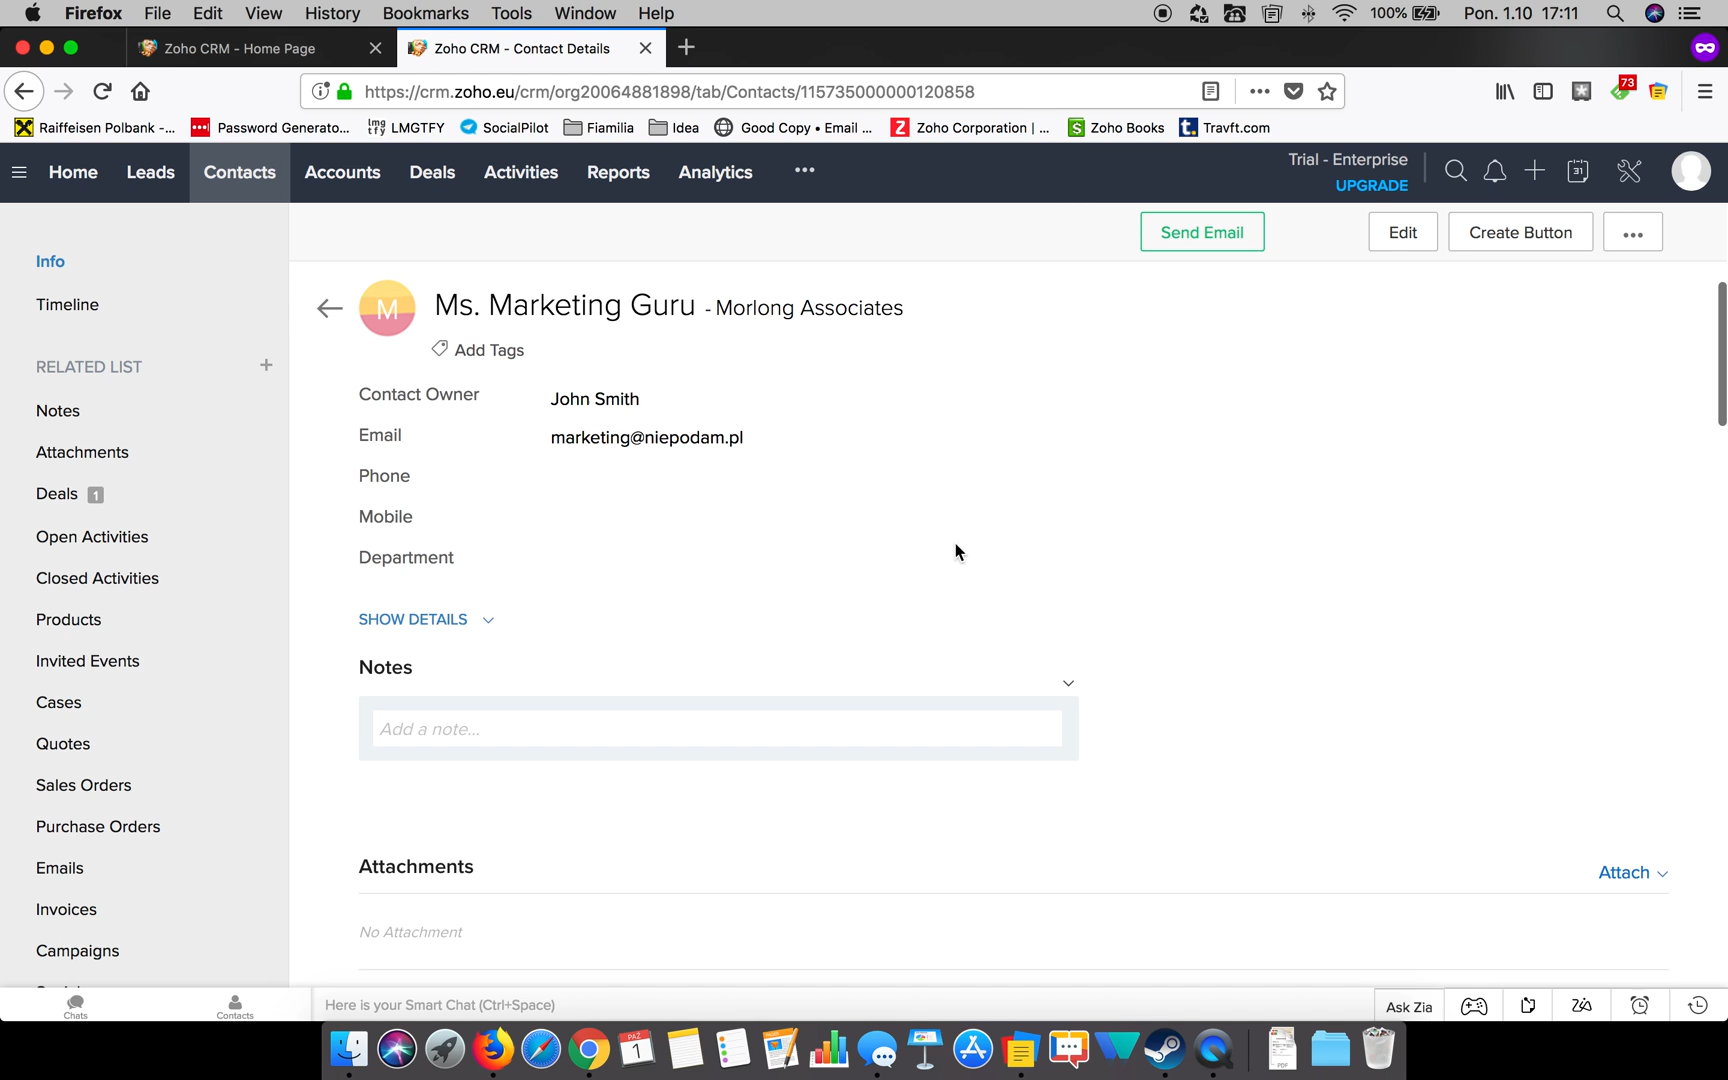 Firefox File Edit View History Bookmarks Tools Window Help 100% Pon. 1.10 17:11
Zoho CRM - Home Page Zoho CRM - Contact Details
https://crm.zoho.eu/crm/org20064881898/tab/Contacts/115735000000120858 73
Raiffeisen Polbank -... Password Generato... lmg tfy LMGTFY SocialPilot Fiamilia Idea Good Copy • Email ... Zoho Corporation | ... Zoho Books Travft.com
Home Leads Contacts Accounts Deals Activities Reports Analytics ... Trial - Enterprise
UPGRADE
31
Send Email Edit Create Button ...
Info
Timeline
RELATED LIST +
Notes
Attachments
Deals 1
Open Activities
Closed Activities
Products
Invited Events
Cases
Quotes
Sales Orders
Purchase Orders
Emails
Invoices
Campaigns
M Ms. Marketing Guru - Morlong Associates
Add Tags
Contact Owner John Smith
Email marketing@niepodam.pl
Phone
Mobile
Department
SHOW DETAILS
Notes
Add a note...
Attachments Attach
No Attachment
Chats Contacts Here is your Smart Chat (Ctrl+Space) Ask Zia
PAŹ
1
PDF